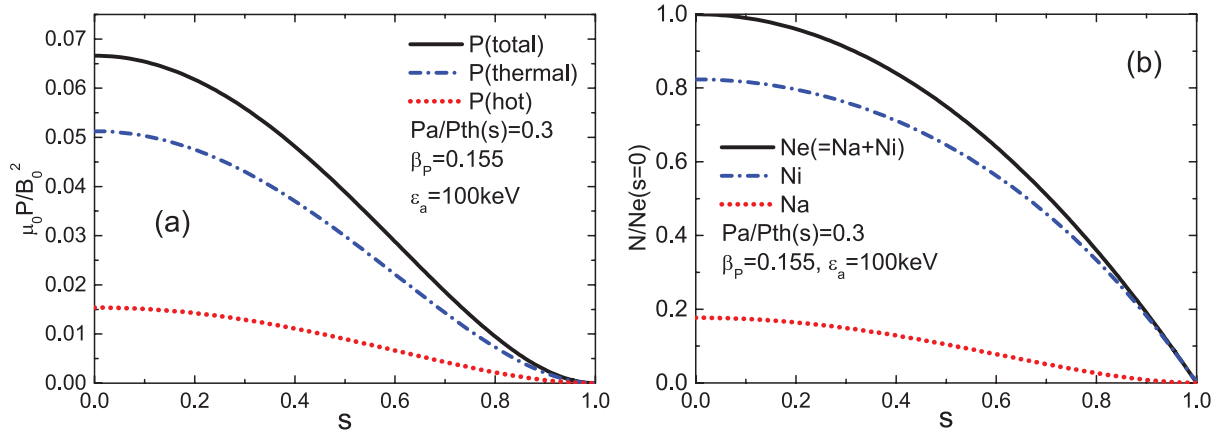 0.07
0.06
0.05
0.04
0.03
0.02
0.01
0.00
μ₀P/B₀²
P(total)
P(thermal)
P(hot)
Pa/Pth(s)=0.3
βₚ=0.155
εₐ=100keV
(a)
0.0 0.2 0.4 0.6 0.8 1.0
s
1.0
0.8
0.6
0.4
0.2
0.0
N/Ne(s=0)
(b)
Ne(=Na+Ni)
Ni
Na
Pa/Pth(s)=0.3
βₚ=0.155, εₐ=100keV
0.0 0.2 0.4 0.6 0.8 1.0
s